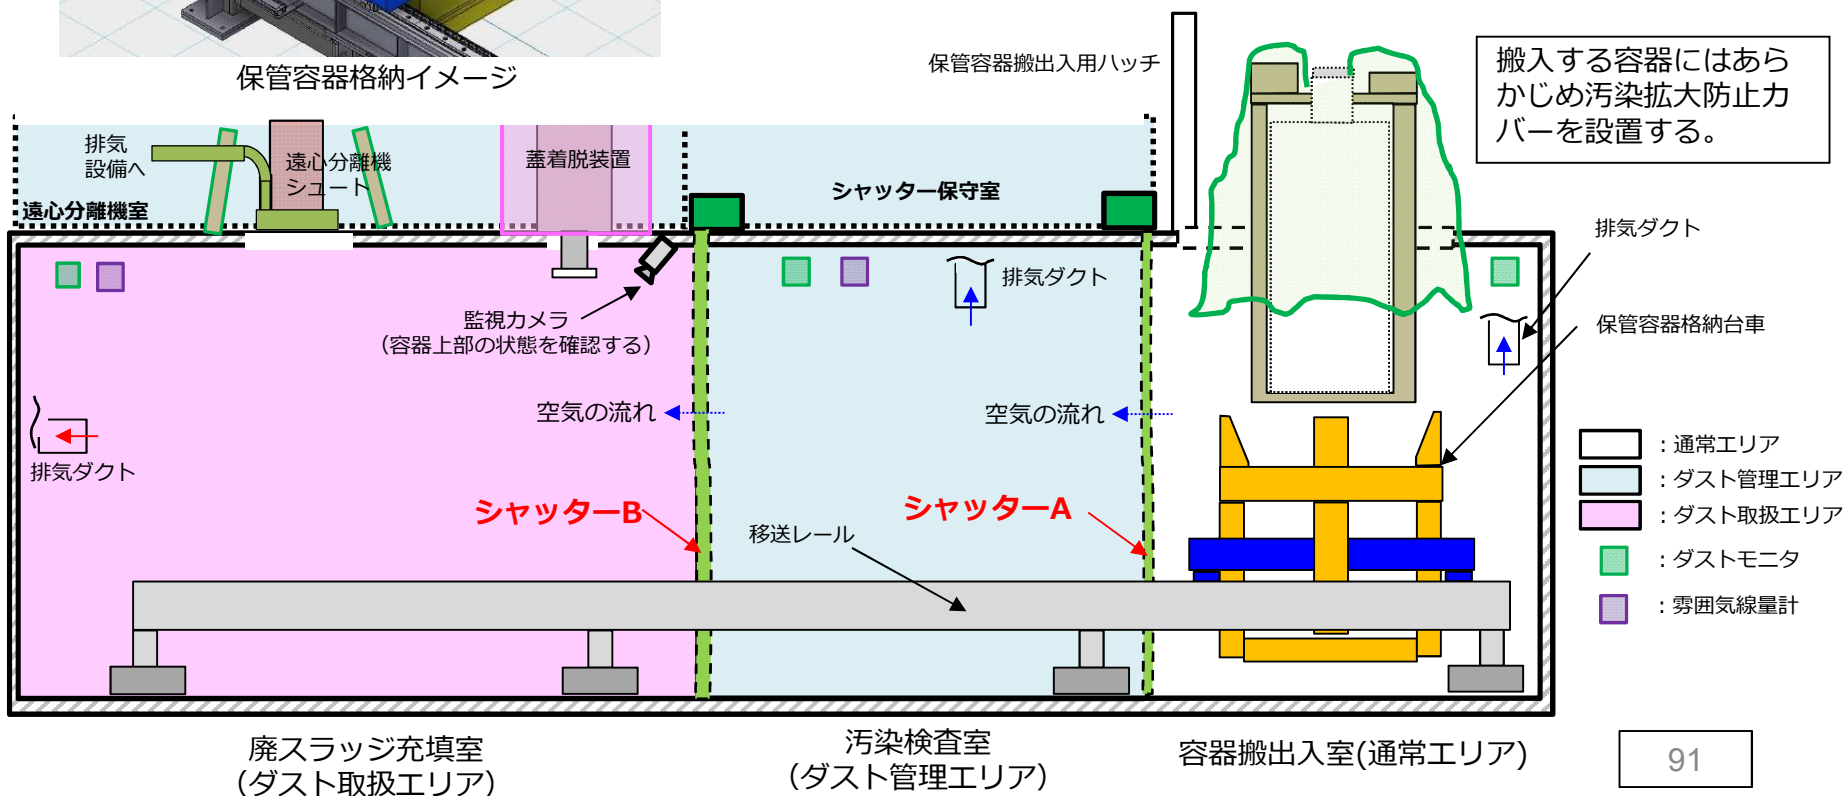 保管容器格納イメージ
保管容器搬出入用ハッチ
搬入する容器にはあら
かじめ汚染拡大防止カ
バーを設置する。
排気
設備へ
遠心分離機
シュート
蓋着脱装置
遠心分離機室
シャッター保守室
排気ダクト
排気ダクト
監視カメラ
（容器上部の状態を確認する）
保管容器格納台車
空気の流れ
空気の流れ
排気ダクト
シャッターB
シャッターA
移送レール
：通常エリア
：ダスト管理エリア
：ダスト取扱エリア
：ダストモニタ
：雰囲気線量計
廃スラッジ充填室
（ダスト取扱エリア）
汚染検査室
（ダスト管理エリア）
容器搬出入室(通常エリア)
91